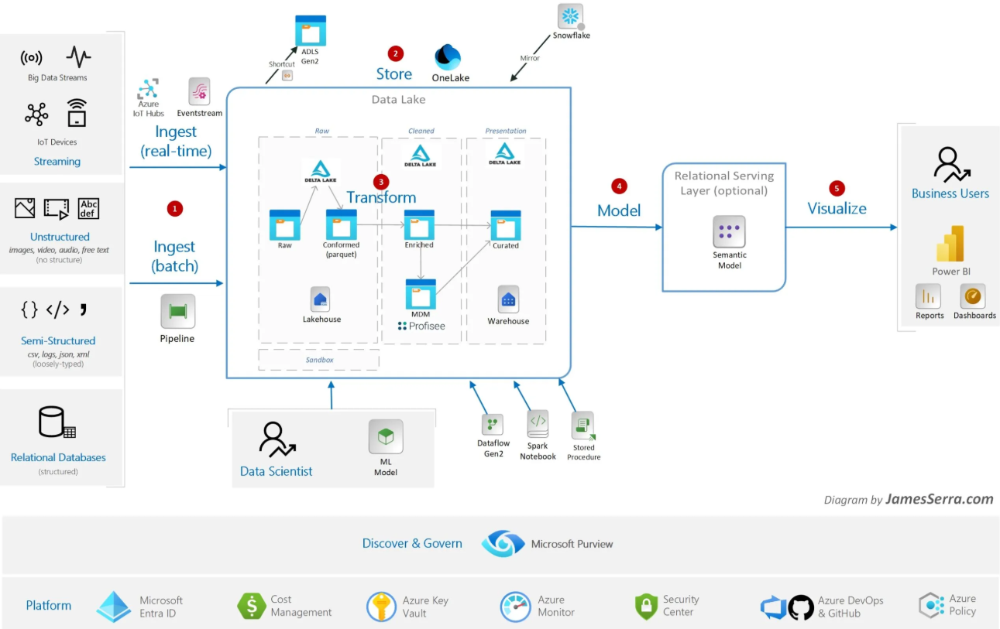 Big Data Streams
IoT Devices
Streaming
Abc
def
Unstructured
images, video, audio, free text
(no structure)
{ } </> ,
Semi-Structured
csv, logs, json, xml
(loosely-typed)
Relational Databases
(structured)
Azure
IoT Hubs
Eventstream
Ingest
(real-time)
1
Ingest
(batch)
Pipeline
Shortcut
ADLS
Gen2
2
Store
OneLake
Snowflake
Mirror
Data Lake
Raw
DELTA LAKE
Raw
Conformed
(parquet)
Lakehouse
Sandbox
3
Transform
Cleaned
DELTA LAKE
Enriched
MDM
Profisee
Presentation
DELTA LAKE
Curated
Warehouse
Data Scientist
ML
Model
Dataflow
Gen2
</>
Spark
Notebook
Stored
Procedure
4
Model
Relational Serving
Layer (optional)
Semantic
Model
5
Visualize
Business Users
Power BI
Reports
Dashboards
Diagram by JamesSerra.com
Discover & Govern
Microsoft Purview
Platform
Microsoft
Entra ID
$
Cost
Management
Azure Key
Vault
Azure
Monitor
Security
Center
Azure DevOps
& GitHub
Azure
Policy